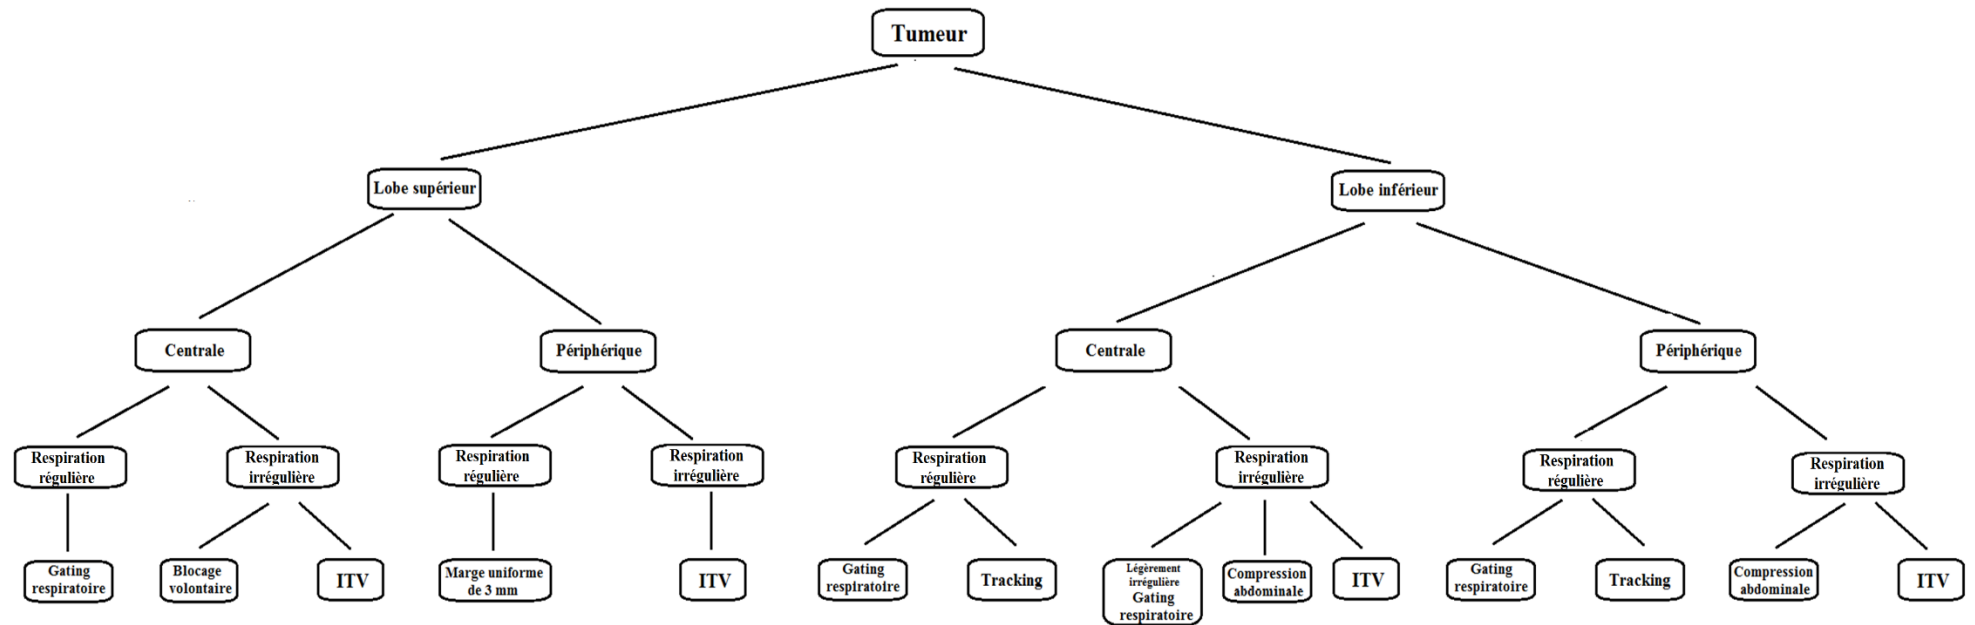 Tumeur
Lobe supérieur
Lobe inférieur
Centrale
Périphérique
Centrale
Périphérique
Respiration
régulière
Respiration
irrégulière
Respiration
régulière
Respiration
irrégulière
Respiration
régulière
Respiration
irrégulière
Respiration
régulière
Respiration
irrégulière
Gating
respiratoire
Blocage
volontaire
ITV
Marge uniforme
de 3 mm
ITV
Gating
respiratoire
Tracking
Légèrement
irrégulière
Gating
respiratoire
Compression
abdominale
ITV
Gating
respiratoire
Tracking
Compression
abdominale
ITV